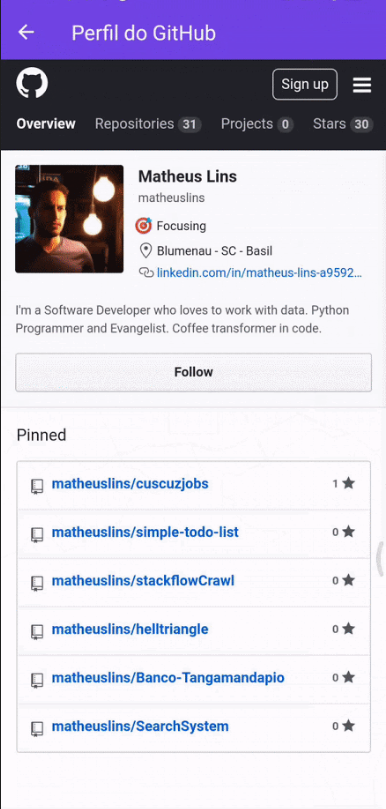 Perfil do GitHub
Sign up
Overview Repositories 31 Projects 0 Stars 30
Matheus Lins
matheuslins
Focusing
Blumenau - SC - Basil
linkedin.com/in/matheus-lins-a9592...
I'm a Software Developer who loves to work with data. Python
Programmer and Evangelist. Coffee transformer in code.
Follow
Pinned
matheuslins/cuscuzjobs 1
matheuslins/simple-todo-list 0
matheuslins/stackflowCrawl 0
matheuslins/helltriangle 0
matheuslins/Banco-Tangamandapio 0
matheuslins/SearchSystem 0